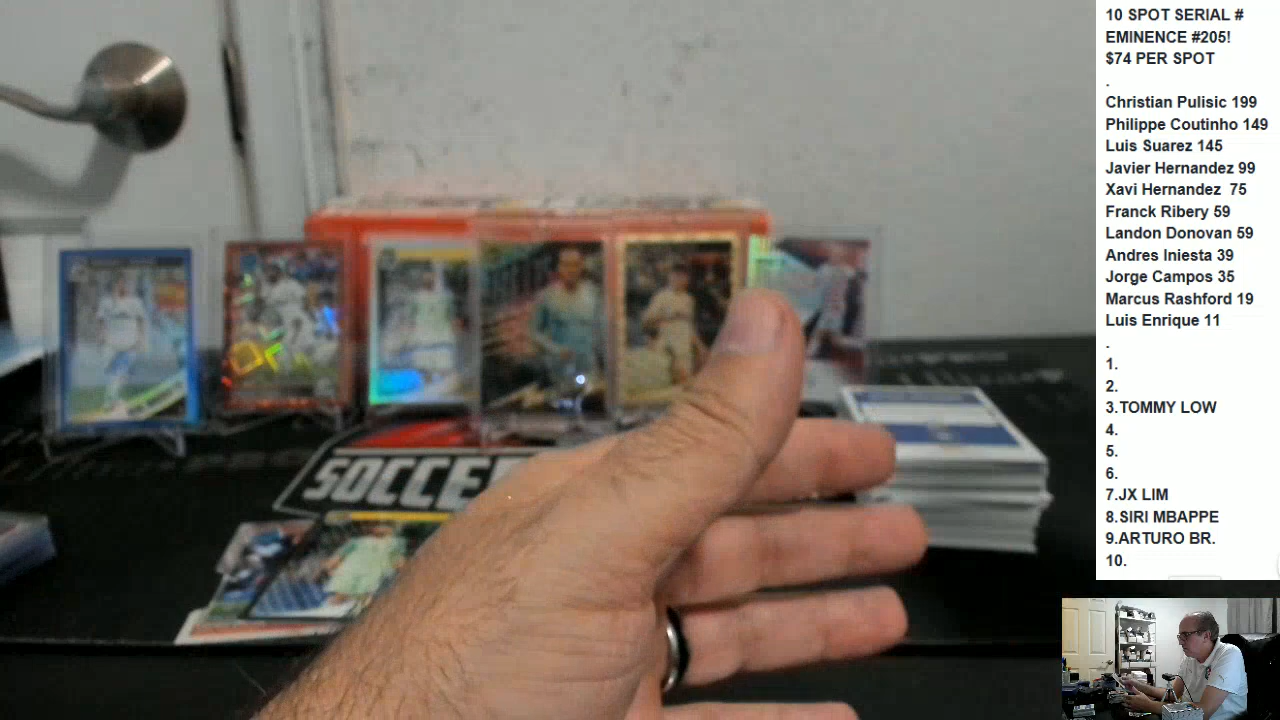 10 SPOT SERIAL #
EMINENCE #205!
$74 PER SPOT
.
Christian Pulisic 199
Philippe Coutinho 149
Luis Suarez 145
Javier Hernandez 99
Xavi Hernandez  75
Franck Ribery 59
Landon Donovan 59
Andres Iniesta 39
Jorge Campos 35
Marcus Rashford 19
Luis Enrique 11
.
1.
2.
3.TOMMY LOW
4.
5.
6.
7.JX LIM
8.SIRI MBAPPE
9.ARTURO BR.
10.
SOCCE